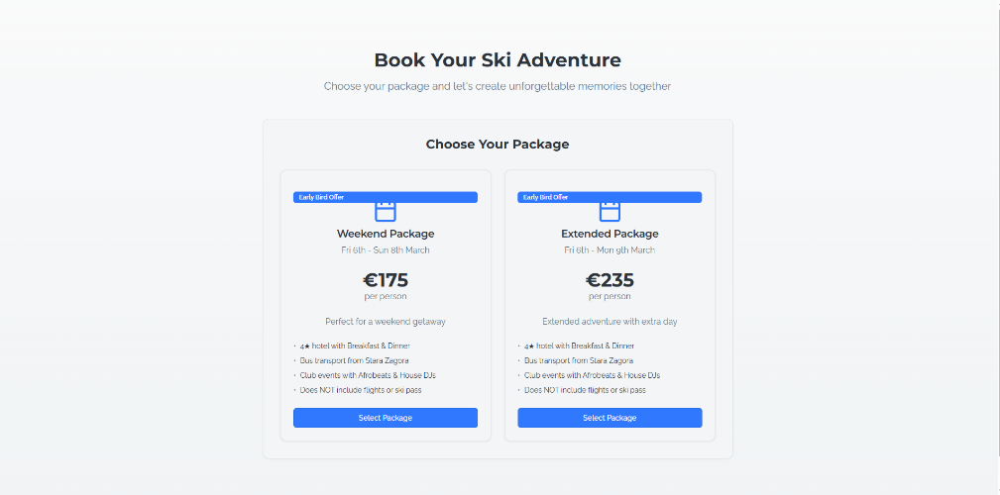 Book Your Ski Adventure
Choose your package and let's create unforgettable memories together
Choose Your Package
Early Bird Offer
Weekend Package
Fri 6th - Sun 8th March
€175
per person
Perfect for a weekend getaway
• 4★ hotel with Breakfast & Dinner
• Bus transport from Stara Zagora
• Club events with Afrobeats & House DJs
• Does NOT include flights or ski pass
Select Package
Early Bird Offer
Extended Package
Fri 6th - Mon 9th March
€235
per person
Extended adventure with extra day
• 4★ hotel with Breakfast & Dinner
• Bus transport from Stara Zagora
• Club events with Afrobeats & House DJs
• Does NOT include flights or ski pass
Select Package